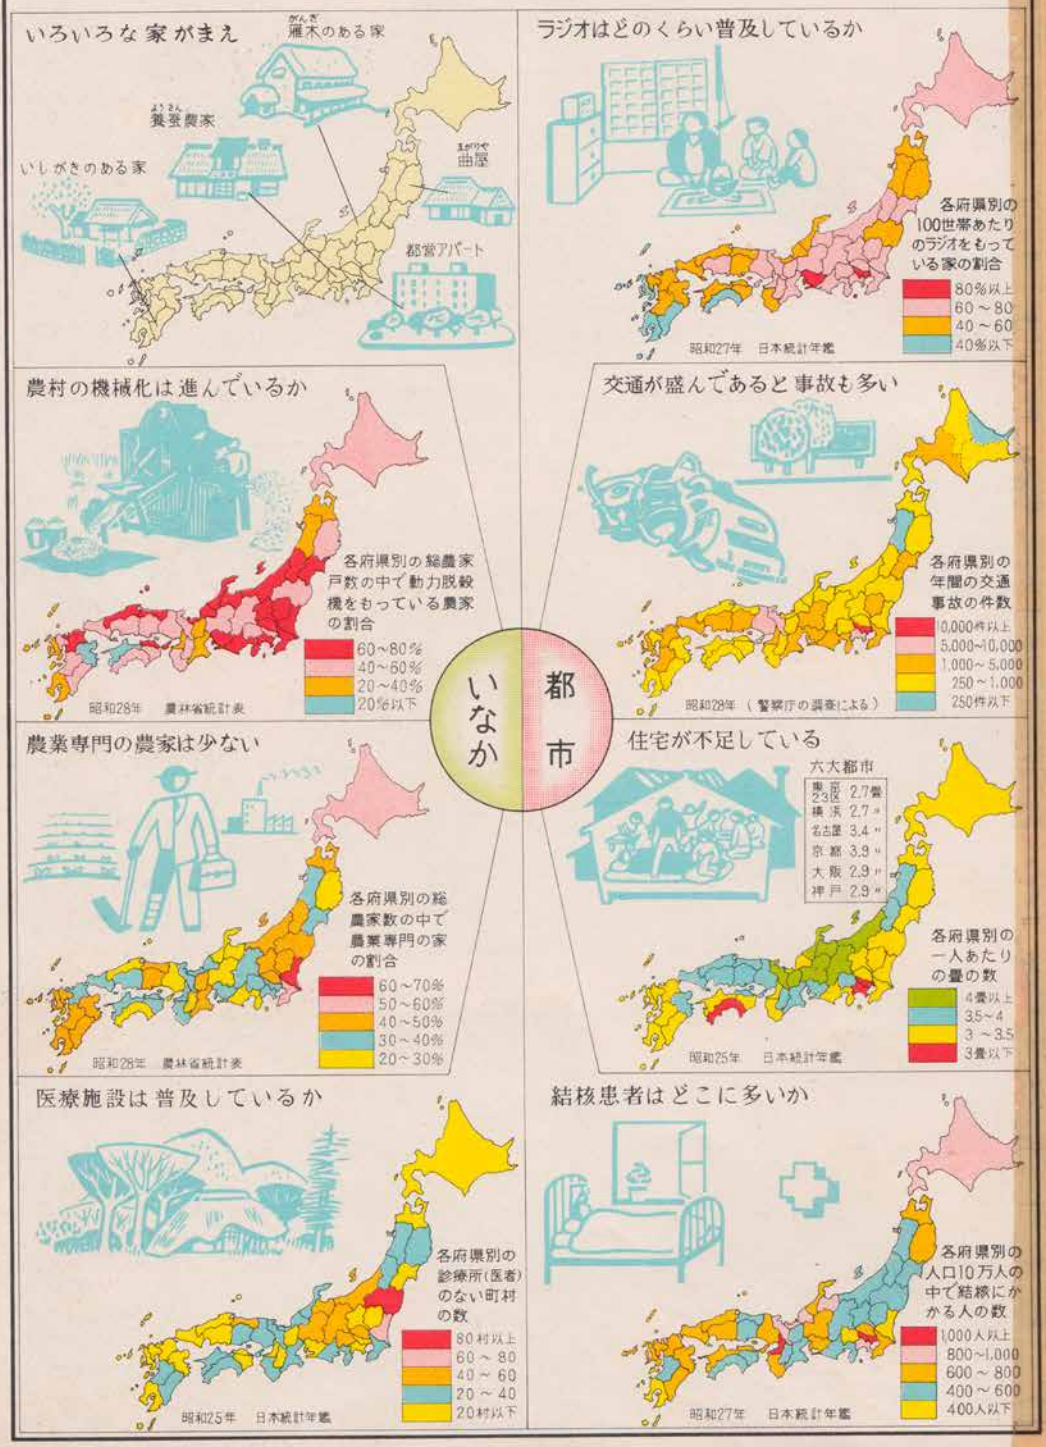 いろいろな家がまえ
がんぎ
雁木のある家
ようさん
養蚕農家
いしがきのある家
まがりや
曲屋
都営アパート
ラジオはどのくらい普及しているか
各府県別の
100世帯あたり
のラジオをもって
いる家の割合
80%以上
60～80
40～60
40%以下
昭和27年 日本統計年鑑
農村の機械化は進んでいるか
各府県別の総農家
戸数の中で動力脱穀
機をもっている農家
の割合
60～80%
40～60%
20～40%
20%以下
昭和28年 農林省統計表
交通が盛んであると事故も多い
各府県別の
年間の交通
事故の件数
10,000件以上
5,000～10,000
1,000～5,000
250～1,000
250件以下
昭和28年（警察庁の調査による）
いなか
都市
農業専門の農家は少ない
各府県別の総
農家数の中で
農業専門の家
の割合
60～70%
50～60%
40～50%
30～40%
20～30%
昭和28年 農林省統計表
住宅が不足している
六大都市
東京23区 2.7畳
横浜 2.7〃
名古屋 3.4〃
京都 3.9〃
大阪 2.9〃
神戸 2.9〃
各府県別の
一人あたり
の畳の数
4畳以上
3.5～4
3～3.5
3畳以下
昭和25年 日本統計年鑑
医療施設は普及しているか
各府県別の
診療所(医者)
のない町村
の数
80村以上
60～80
40～60
20～40
20村以下
昭和25年 日本統計年鑑
結核患者はどこに多いか
各府県別の
人口10万人の
中で結核にか
かる人の数
1,000人以上
800～1,000
600～800
400～600
400人以下
昭和27年 日本統計年鑑